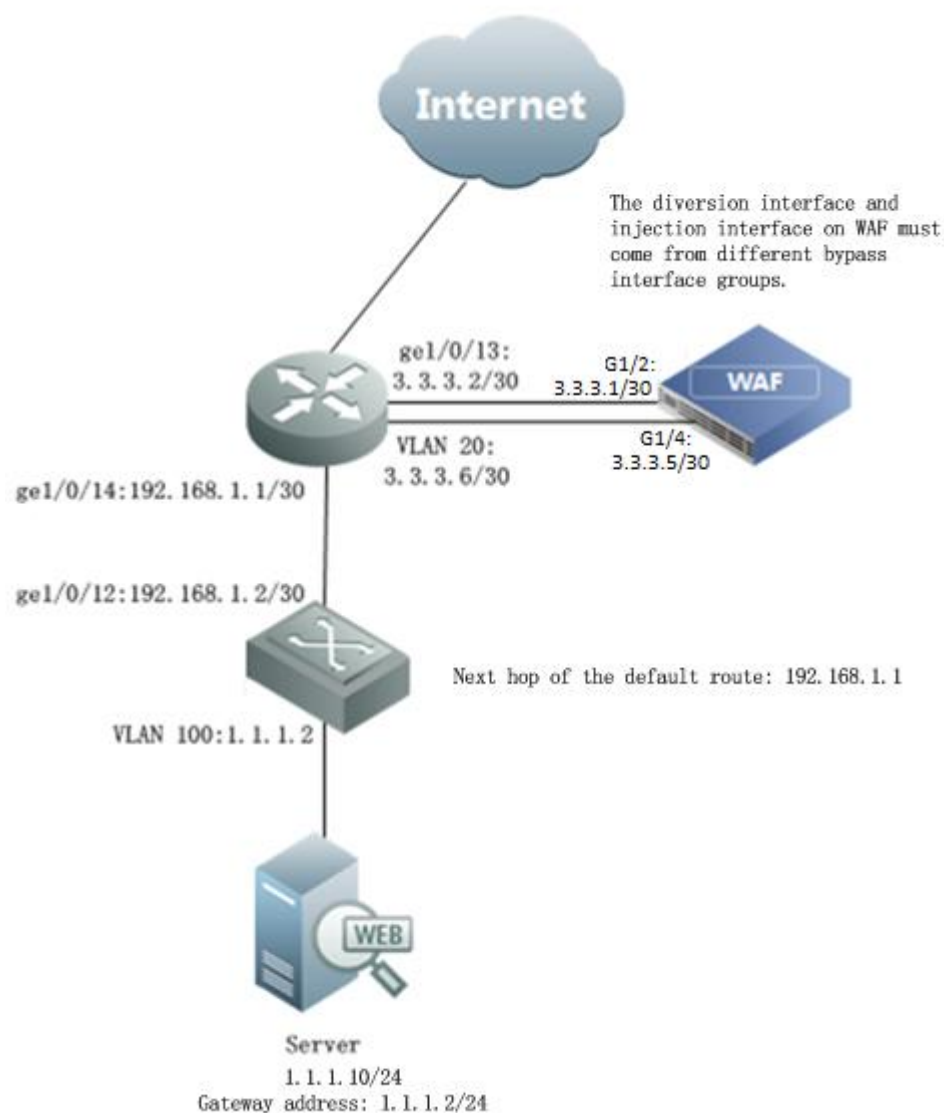 Internet
The diversion interface and
injection interface on WAF must
come from different bypass
interface groups.
ge1/0/13:
3.3.3.2/30
G1/2:
3.3.3.1/30
WAF
VLAN 20:
3.3.3.6/30
G1/4:
3.3.3.5/30
ge1/0/14:192.168.1.1/30
ge1/0/12:192.168.1.2/30
Next hop of the default route: 192.168.1.1
VLAN 100:1.1.1.2
WEB
Server
1.1.1.10/24
Gateway address: 1.1.1.2/24